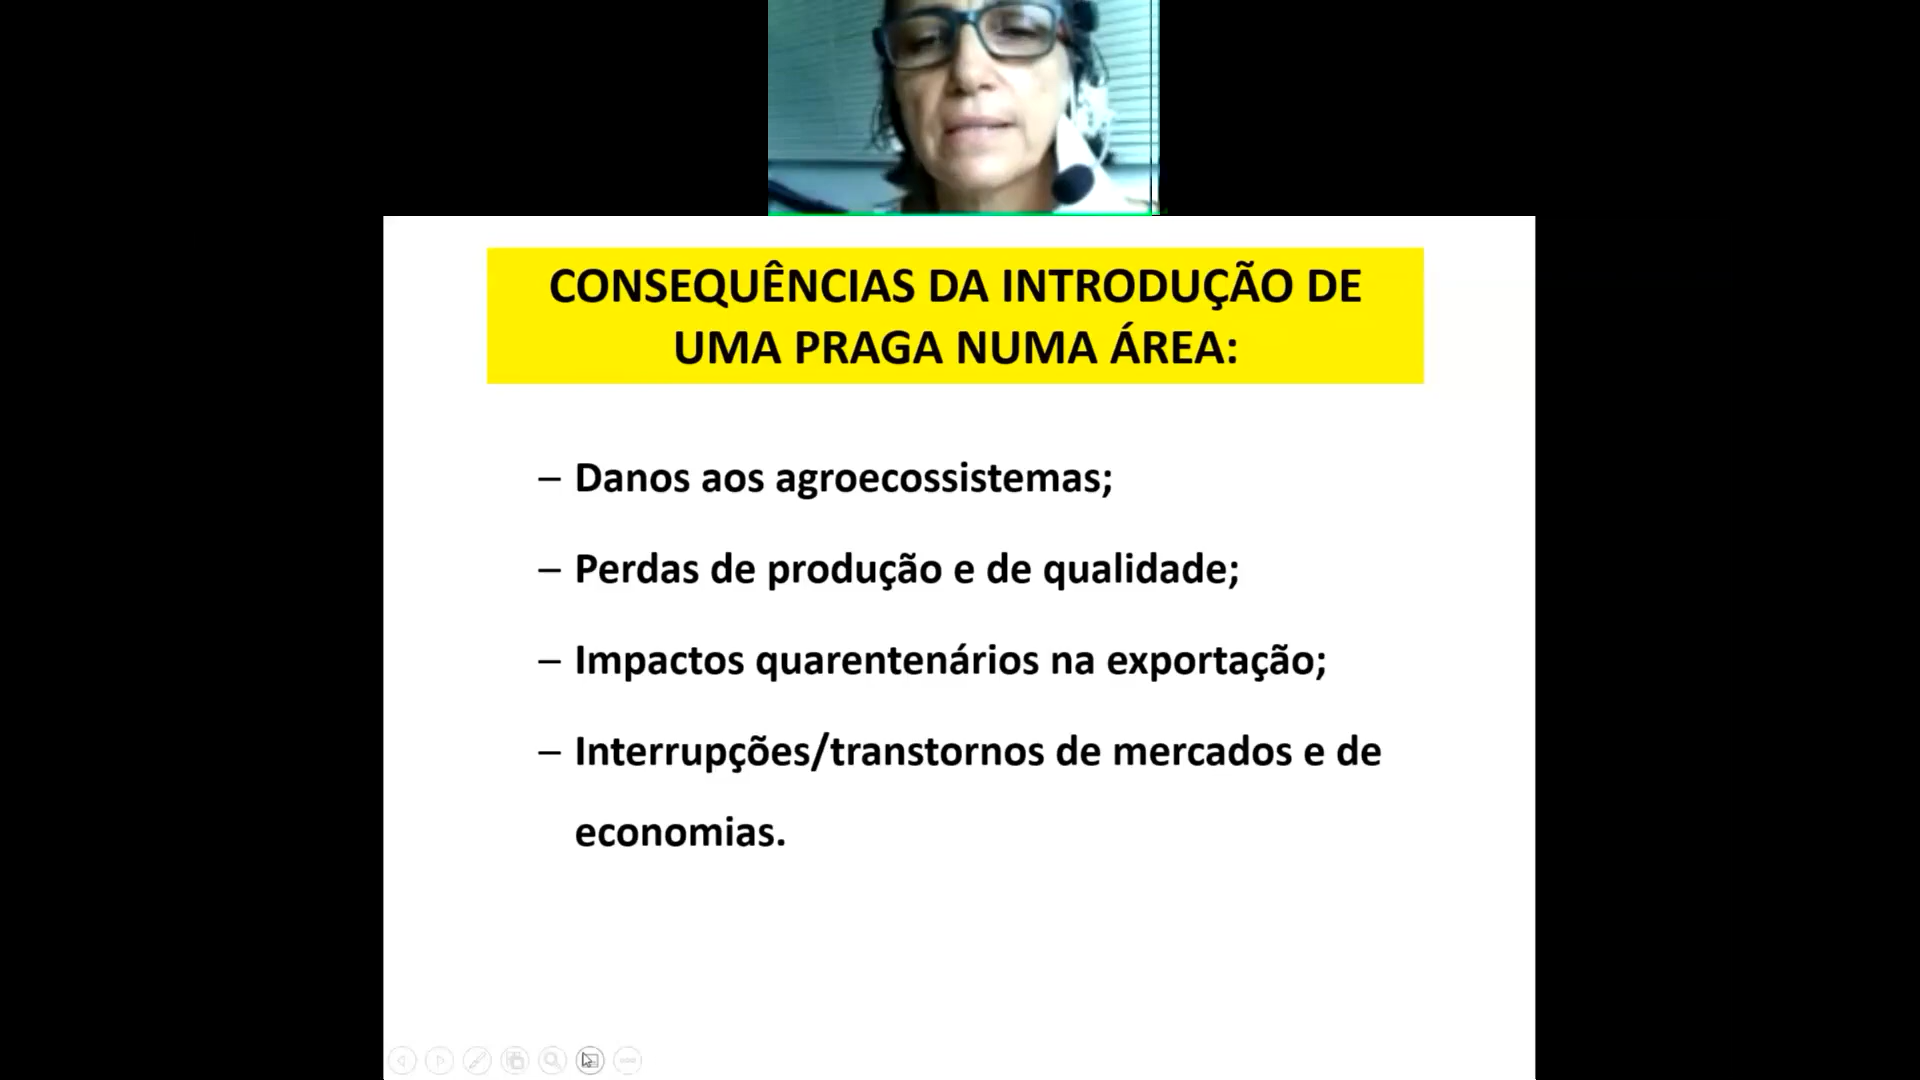 CONSEQUÊNCIAS DA INTRODUÇÃO DE
UMA PRAGA NUMA ÁREA:
– Danos aos agroecossistemas;
– Perdas de produção e de qualidade;
– Impactos quarentenários na exportação;
– Interrupções/transtornos de mercados e de
economias.